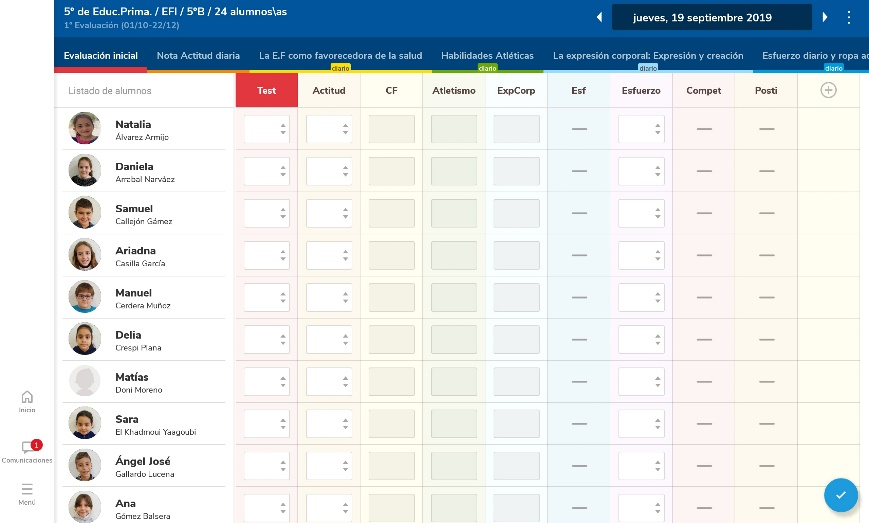 5º de Educ.Prima. / EFI / 5ºB / 24 alumnos\as
1ª Evaluación (01/10-22/12)
jueves, 19 septiembre 2019
Evaluación inicial Nota Actitud diaria La E.F como favorecedora de la salud Habilidades Atléticas La expresión corporal: Expresión y creación Esfuerzo diario y ropa
diario diario diario diario
Listado de alumnos Test Actitud CF Atletismo ExpCorp Esf Esfuerzo Compet Posti
Natalia
Álvarez Armijo
Daniela
Arrabal Narváez
Samuel
Callejón Gámez
Ariadna
Casilla García
Manuel
Cerdera Muñoz
Delia
Crespi Plana
Matías
Doni Moreno
Inicio
Sara
El Khadmoui Yaagoubi
1
Comunicaciones
Ángel José
Gallardo Lucena
Menú
Ana
Gómez Balsera